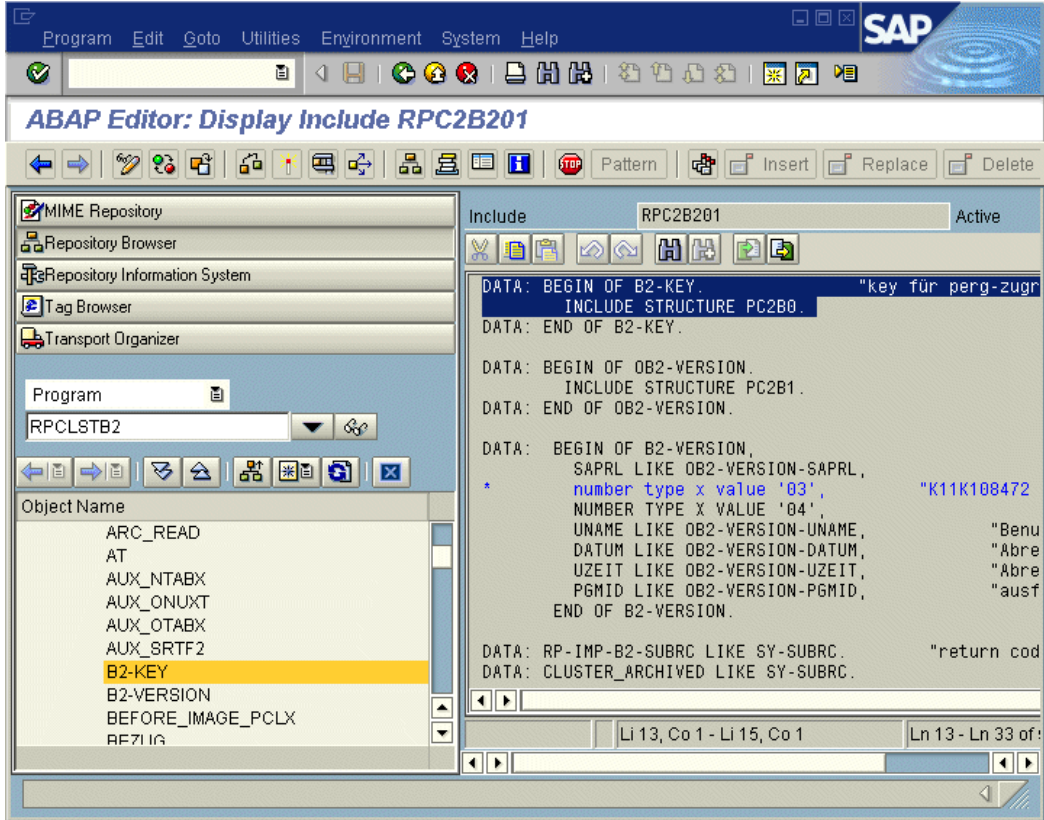 Program Edit Goto Utilities Environment System Help
SAP
ABAP Editor: Display Include RPC2B201
STOP Pattern Insert Replace Delete
MIME Repository
Repository Browser
Repository Information System
Tag Browser
Transport Organizer
Program
RPCLSTB2
Object Name
ARC_READ
AT
AUX_NTABX
AUX_ONUXT
AUX_OTABX
AUX_SRTF2
B2-KEY
B2-VERSION
BEFORE_IMAGE_PCLX
BEZUG
Include RPC2B201 Active
DATA: BEGIN OF B2-KEY. "key für perg-zugr
INCLUDE STRUCTURE PC2B0.
DATA: END OF B2-KEY.
DATA: BEGIN OF OB2-VERSION.
INCLUDE STRUCTURE PC2B1.
DATA: END OF OB2-VERSION.
DATA: BEGIN OF B2-VERSION,
SAPRL LIKE OB2-VERSION-SAPRL,
* number type x value '03', "K11K108472
NUMBER TYPE X VALUE '04',
UNAME LIKE OB2-VERSION-UNAME, "Benu
DATUM LIKE OB2-VERSION-DATUM, "Abre
UZEIT LIKE OB2-VERSION-UZEIT, "Abre
PGMID LIKE OB2-VERSION-PGMID, "ausf
END OF B2-VERSION.
DATA: RP-IMP-B2-SUBRC LIKE SY-SUBRC. "return cod
DATA: CLUSTER_ARCHIVED LIKE SY-SUBRC.
Li 13, Co 1 - Li 15, Co 1 Ln 13 - Ln 33 of